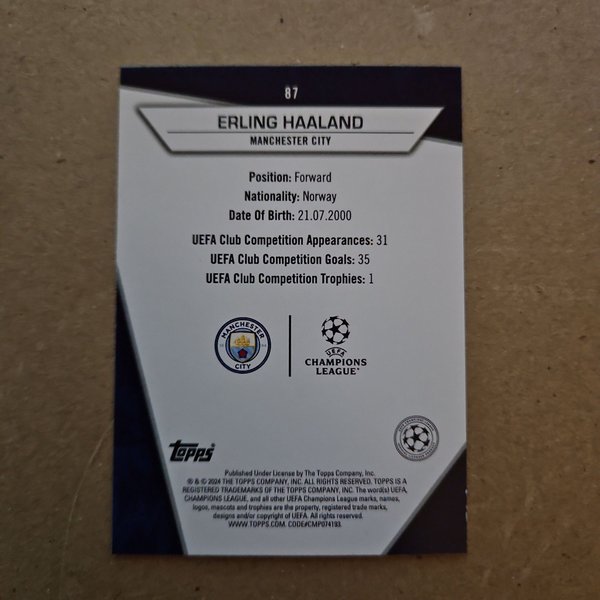 87
ERLING HAALAND
MANCHESTER CITY
Position: Forward
Nationality: Norway
Date Of Birth: 21.07.2000
UEFA Club Competition Appearances: 31
UEFA Club Competition Goals: 35
UEFA Club Competition Trophies: 1
MANCHESTER
CITY
UEFA
CHAMPIONS
LEAGUE
topps
Published Under License by The Topps Company, Inc.
® & © 2024 THE TOPPS COMPANY, INC. ALL RIGHTS RESERVED. TOPPS IS A
REGISTERED TRADEMARKS OF THE TOPPS COMPANY, INC. The word(s) UEFA,
CHAMPIONS LEAGUE, and all other UEFA Champions League marks, names,
logos, mascots and trophies are the property, registered trade marks,
designs and/or copyright of UEFA. All rights reserved.
WWW.TOPPS.COM. CODE#CMP074193